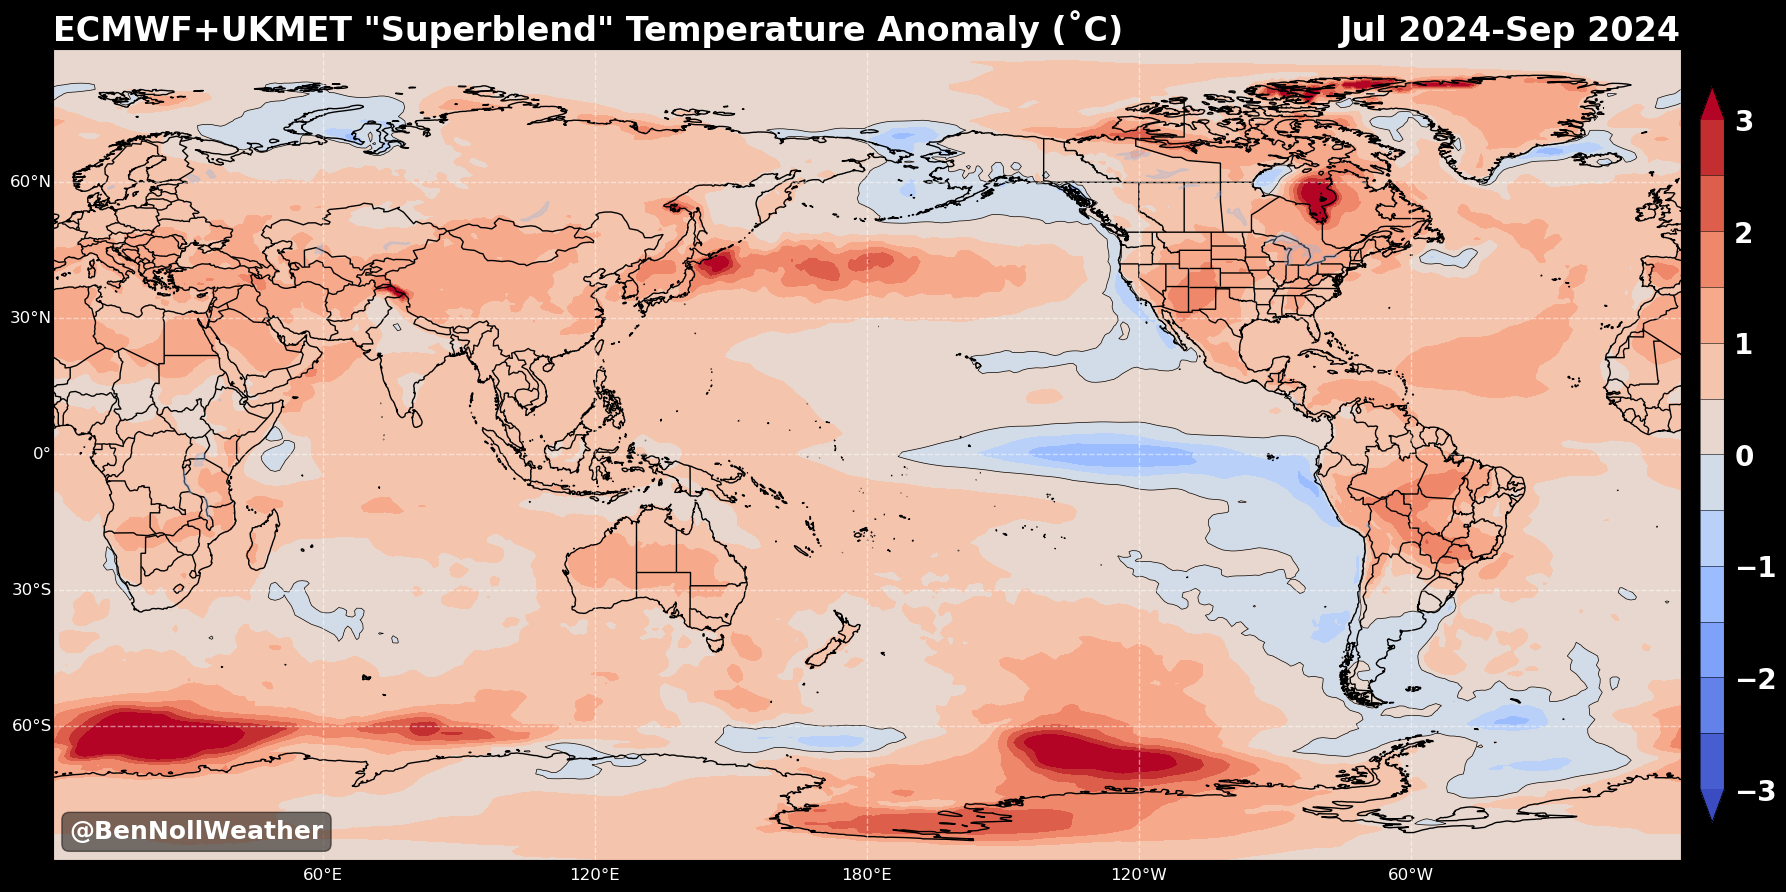 ECMWF+UKMET "Superblend" Temperature Anomaly (˚C)
Jul 2024-Sep 2024
60°N
30°N
0°
30°S
60°S
60°E
120°E
180°E
120°W
60°W
3
2
1
0
−1
−2
−3
@BenNollWeather